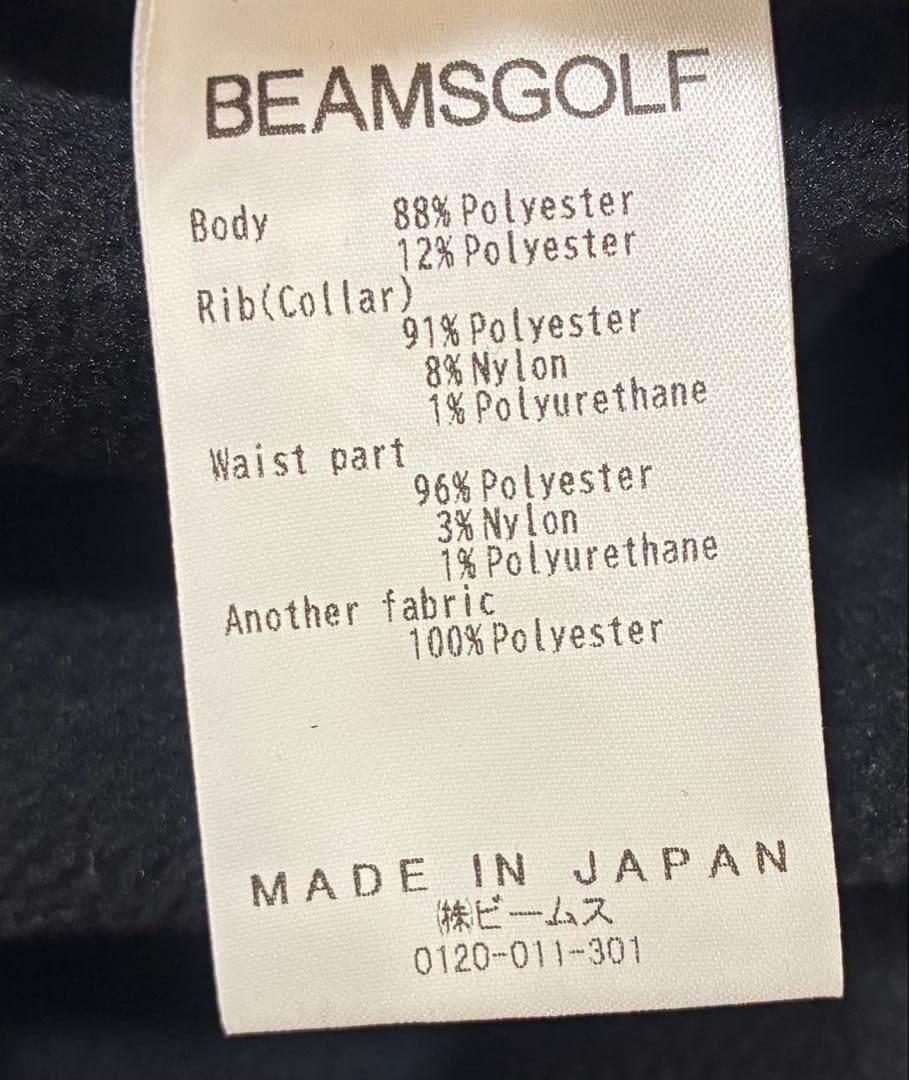 BEAMSGOLF
Body 88% Polyester
12% Polyester
Rib(Collar)
91% Polyester
8% Nylon
1% Polyurethane
Waist part
96% Polyester
3% Nylon
1% Polyurethane
Another fabric
100% Polyester
MADE IN JAPAN
㈱ビームス
0120-011-301